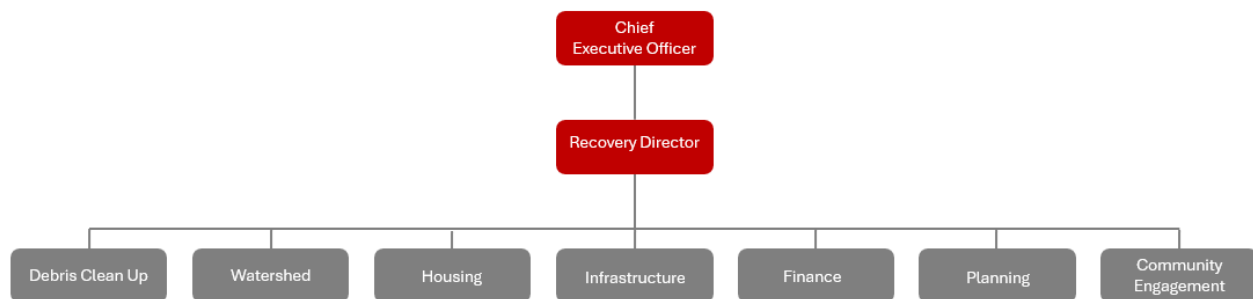 Chief
Executive Officer
Recovery Director
Debris Clean Up
Watershed
Housing
Infrastructure
Finance
Planning
Community
Engagement